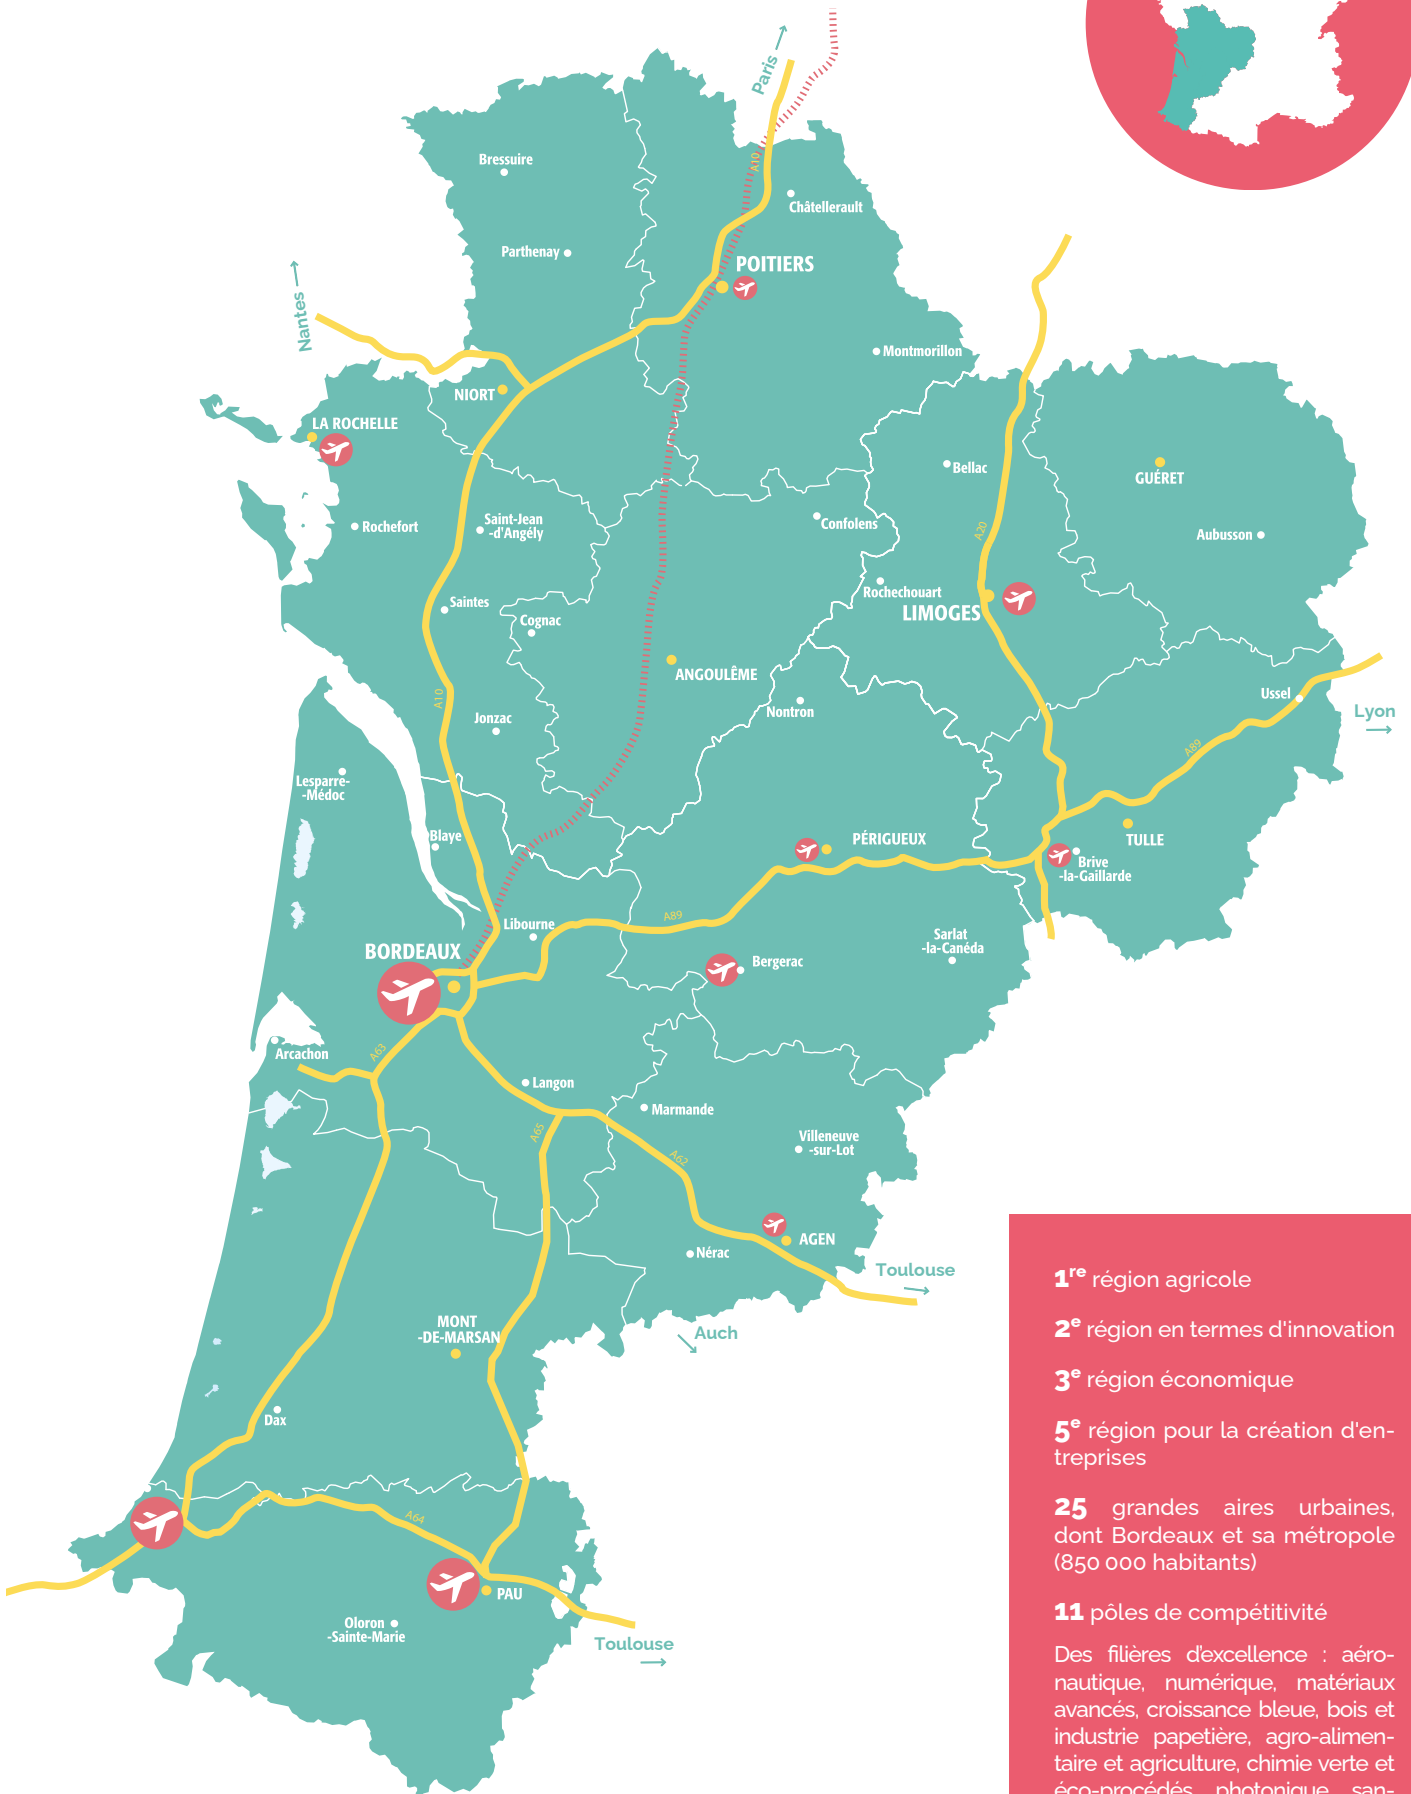 Paris
A10
Bressuire
Châtellerault
Parthenay
POITIERS
Nantes
Montmorillon
NIORT
LA ROCHELLE
Bellac
GUÉRET
Rochefort
Saint-Jean
-d'Angély
Confolens
A20
Aubusson
Rochechouart
LIMOGES
Saintes
Cognac
ANGOULÊME
A10
Nontron
Ussel
Lyon
Jonzac
A89
Lesparre-
-Médoc
Blaye
PÉRIGUEUX
TULLE
Brive
-la-Gaillarde
A89
Libourne
Sarlat
-la-Canéda
BORDEAUX
Bergerac
Arcachon
A63
Langon
Marmande
A65
A62
Villeneuve
-sur-Lot
AGEN
Nérac
Toulouse
Auch
MONT
-DE-MARSAN
Dax
A64
PAU
Oloron
-Sainte-Marie
Toulouse
1re région agricole
2e région en termes d'innovation
3e région économique
5e région pour la création d'en-
treprises
25 grandes aires urbaines,
dont Bordeaux et sa métropole
(850 000 habitants)
11 pôles de compétitivité
Des filières d'excellence : aéro-
nautique, numérique, matériaux
avancés, croissance bleue, bois et
industrie papetière, agro-alimen-
taire et agriculture, chimie verte et
éco-procédés, photonique, san-